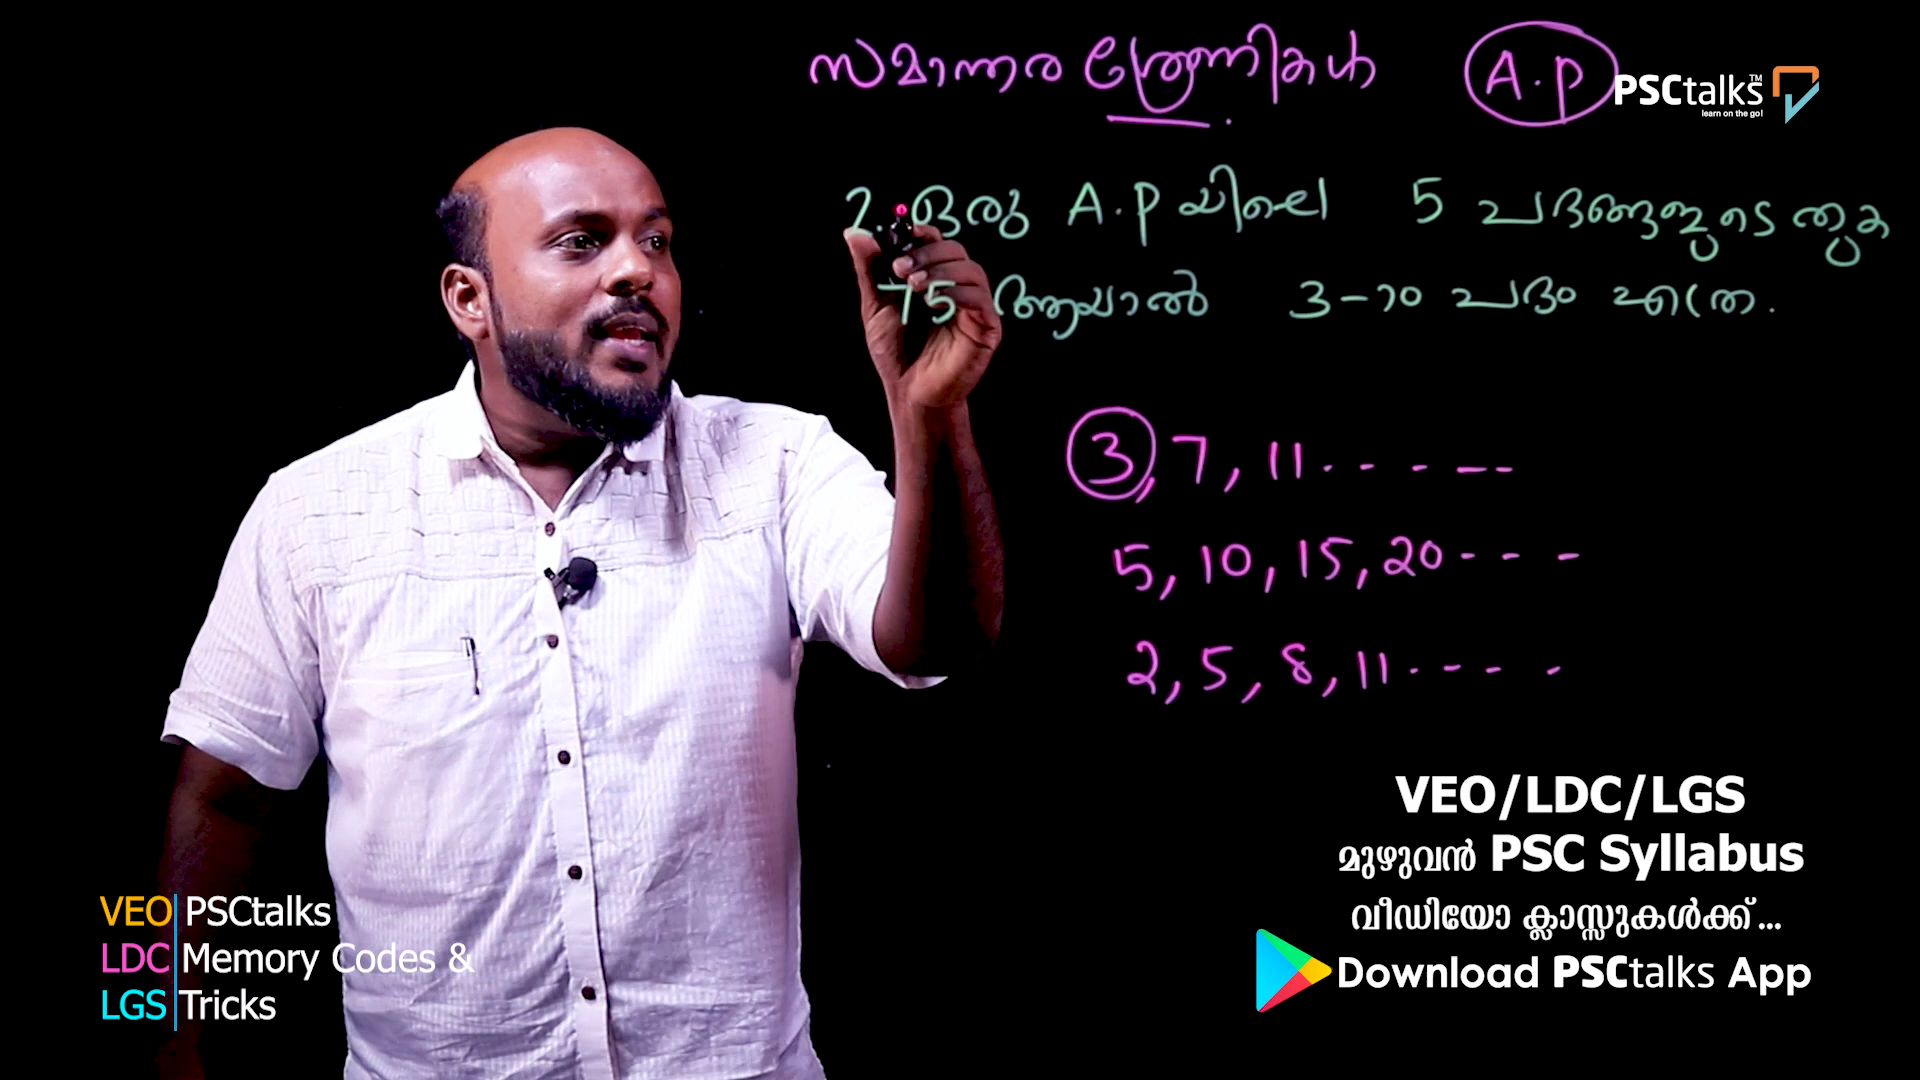 സമാന്തര ശ്രേണികൾ A.P
PSCtalks™
learn on the go!
2. ഒരു A.P യിലെ 5 പദങ്ങളുടെ തുക
75 ആയാൽ 3-ാം പദം എത്ര.
3, 7, 11.-----
5, 10, 15, 20---
2, 5, 8, 11----
VEO/LDC/LGS
മുഴുവൻ PSC Syllabus
വീഡിയോ ക്ലാസ്സുകൾക്ക്...
Download PSCtalks App
VEO PSCtalks
LDC Memory Codes &
LGS Tricks